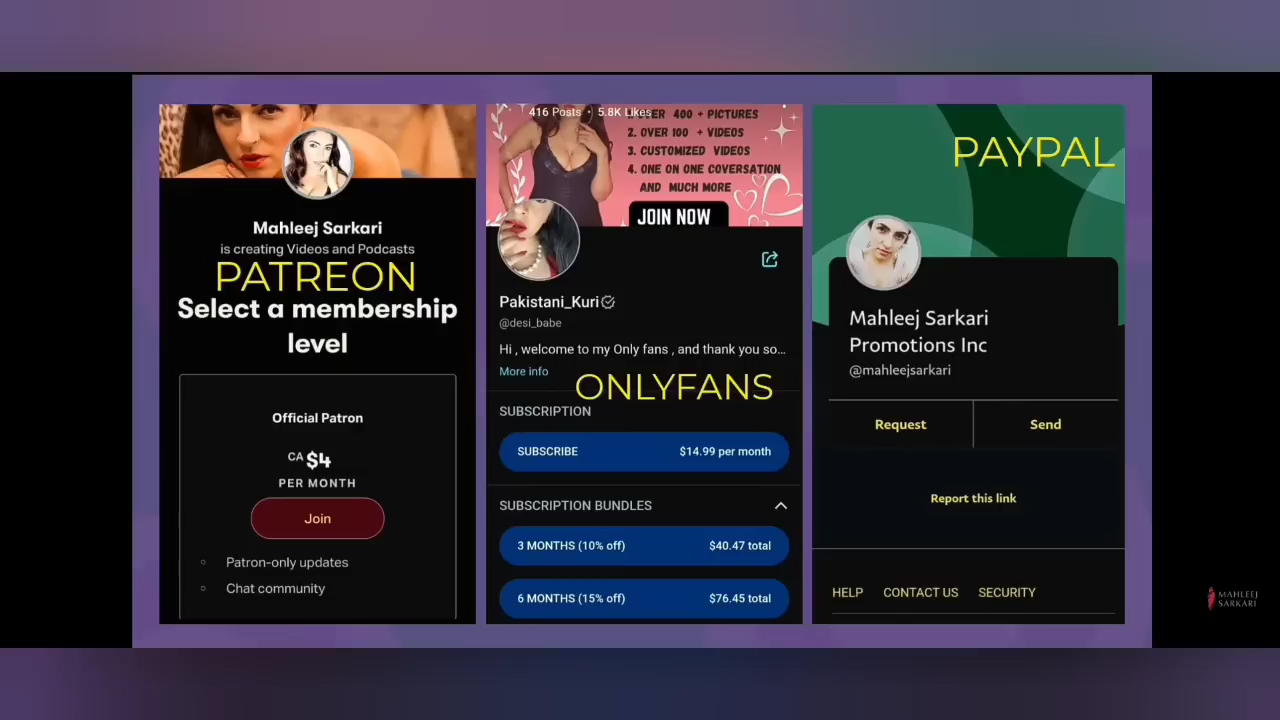 Mahleej Sarkari
is creating Videos and Podcasts
PATREON
Select a membership
level
Official Patron
CA $4
PER MONTH
Join
Patron-only updates
Chat community
416 Posts • 5.8K Likes
400 + PICTURES
2. OVER 100 + VIDEOS
3. CUSTOMIZED VIDEOS
4. ONE ON ONE COVERSATION
AND MUCH MORE
JOIN NOW
Pakistani_Kuri
@desi_babe
Hi , welcome to my Only fans , and thank you so...
More info
ONLYFANS
SUBSCRIPTION
SUBSCRIBE $14.99 per month
SUBSCRIPTION BUNDLES
3 MONTHS (10% off) $40.47 total
6 MONTHS (15% off) $76.45 total
PAYPAL
Mahleej Sarkari
Promotions Inc
@mahleejsarkari
Request Send
Report this link
HELP CONTACT US SECURITY
MAHLEEJ
SARKARI